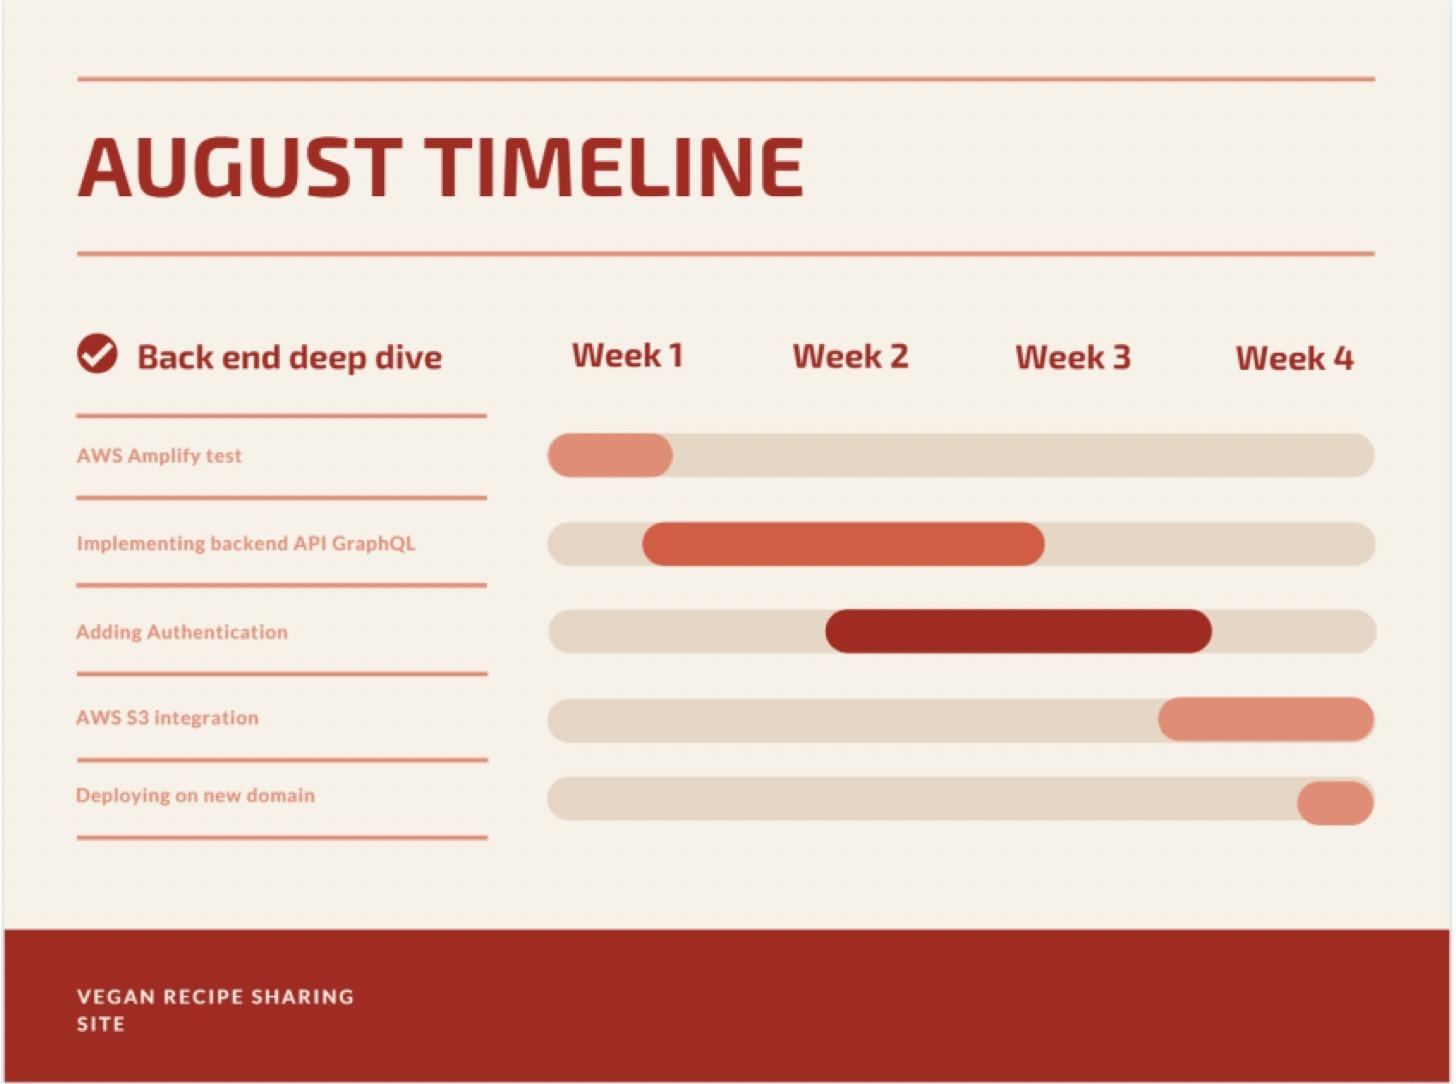 AUGUST TIMELINE
Back end deep dive
Week 1
Week 2
Week 3
Week 4
AWS Amplify test
Implementing backend API GraphQL
Adding Authentication
AWS S3 integration
Deploying on new domain
VEGAN RECIPE SHARING
SITE